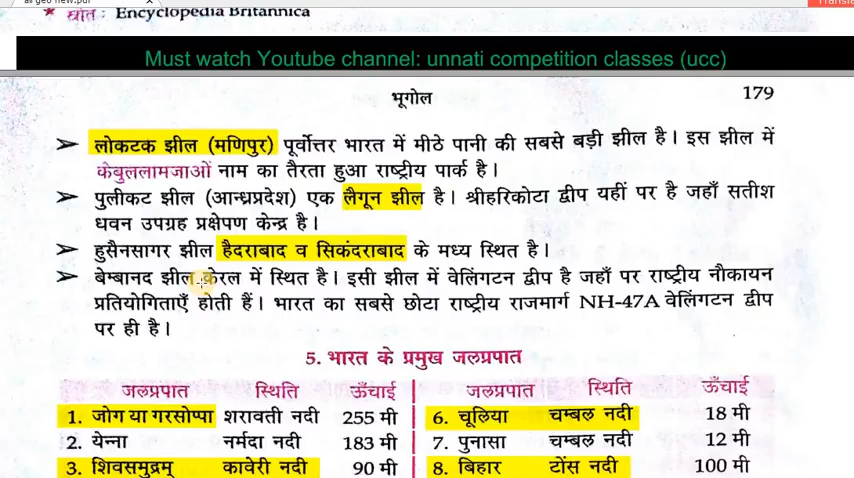 all geo new.pdf
★ स्रोत : Encyclopedia Britannica
Must watch Youtube channel: unnati competition classes (ucc)
भूगोल 179
➢ लोकटक झील (मणिपुर) पूर्वोत्तर भारत में मीठे पानी की सबसे बड़ी झील है। इस झील में
केबुललामजाओं नाम का तैरता हुआ राष्ट्रीय पार्क है।
➢ पुलीकट झील (आन्ध्रप्रदेश) एक लैगून झील है। श्रीहरिकोटा द्वीप यहीं पर है जहाँ सतीश
धवन उपग्रह प्रक्षेपण केन्द्र है।
➢ हुसैनसागर झील हैदराबाद व सिकंदराबाद के मध्य स्थित है।
➢ बेम्बानद झील केरल में स्थित है। इसी झील में वेलिंगटन द्वीप है जहाँ पर राष्ट्रीय नौकायन
प्रतियोगिताएँ होती हैं। भारत का सबसे छोटा राष्ट्रीय राजमार्ग NH-47A वेलिंगटन द्वीप
पर ही है।
5. भारत के प्रमुख जलप्रपात
जलप्रपात स्थिति ऊँचाई जलप्रपात स्थिति ऊँचाई
1. जोग या गरसोप्पा शरावती नदी 255 मी 6. चूलिया चम्बल नदी 18 मी
2. येन्ना नर्मदा नदी 183 मी 7. पुनासा चम्बल नदी 12 मी
3. शिवसमुद्रम् कावेरी नदी 90 मी 8. बिहार टोंस नदी 100 मी